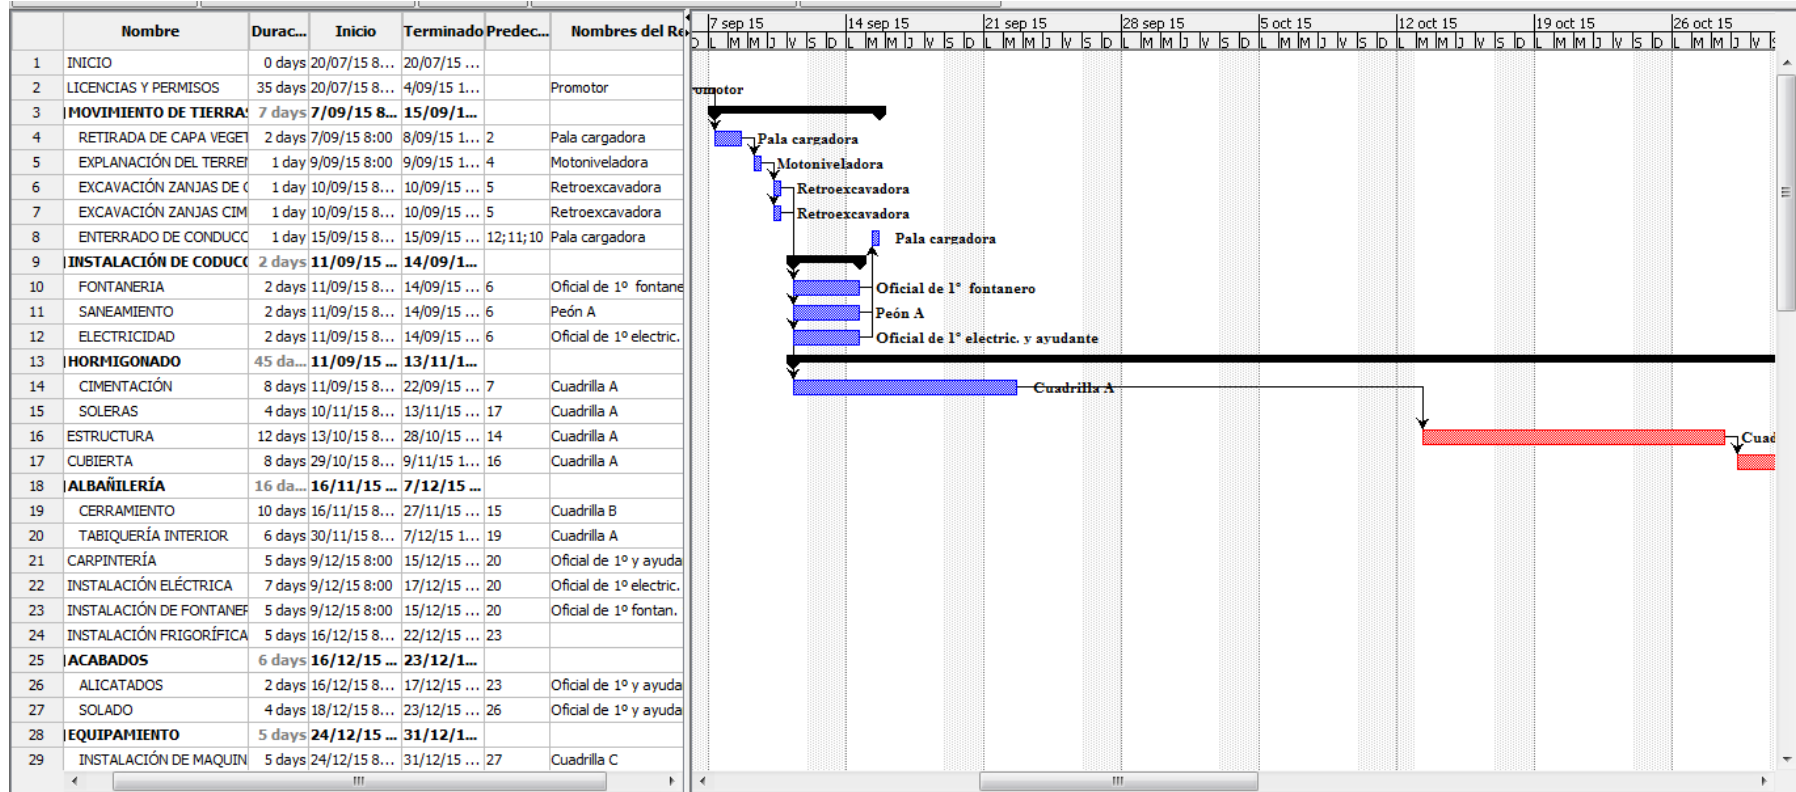 Nombre Durac... Inicio Terminado Predec... Nombres del Re
7 sep 15 14 sep 15 21 sep 15 28 sep 15 5 oct 15 12 oct 15 19 oct 15 26 oct 15
D L M M J V S D L M M J V S D L M M J V S D L M M J V S D L M M J V S D L M M J V S D L M M J V S D L M M J V S
1 INICIO 0 days 20/07/15 8... 20/07/15 ...
2 LICENCIAS Y PERMISOS 35 days 20/07/15 8... 4/09/15 1... Promotor
omotor
3 MOVIMIENTO DE TIERRAS 7 days 7/09/15 8... 15/09/1...
4 RETIRADA DE CAPA VEGET 2 days 7/09/15 8:00 8/09/15 1... 2 Pala cargadora
Pala cargadora
5 EXPLANACIÓN DEL TERREN 1 day 9/09/15 8:00 9/09/15 1... 4 Motoniveladora
Motoniveladora
6 EXCAVACIÓN ZANJAS DE C 1 day 10/09/15 8... 10/09/15 ... 5 Retroexcavadora
Retroexcavadora
7 EXCAVACIÓN ZANJAS CIM 1 day 10/09/15 8... 10/09/15 ... 5 Retroexcavadora
Retroexcavadora
8 ENTERRADO DE CONDUCC 1 day 15/09/15 8... 15/09/15 ... 12;11;10 Pala cargadora
Pala cargadora
9 INSTALACIÓN DE CODUCC 2 days 11/09/15 ... 14/09/1...
10 FONTANERIA 2 days 11/09/15 8... 14/09/15 ... 6 Oficial de 1º fontane
Oficial de 1º fontanero
11 SANEAMIENTO 2 days 11/09/15 8... 14/09/15 ... 6 Peón A
Peón A
12 ELECTRICIDAD 2 days 11/09/15 8... 14/09/15 ... 6 Oficial de 1º electric.
Oficial de 1º electric. y ayudante
13 HORMIGONADO 45 da... 11/09/15 ... 13/11/1...
14 CIMENTACIÓN 8 days 11/09/15 8... 22/09/15 ... 7 Cuadrilla A
Cuadrilla A
15 SOLERAS 4 days 10/11/15 8... 13/11/15 ... 17 Cuadrilla A
16 ESTRUCTURA 12 days 13/10/15 8... 28/10/15 ... 14 Cuadrilla A
Cuad
17 CUBIERTA 8 days 29/10/15 8... 9/11/15 1... 16 Cuadrilla A
18 ALBAÑILERÍA 16 da... 16/11/15 ... 7/12/15 ...
19 CERRAMIENTO 10 days 16/11/15 8... 27/11/15 ... 15 Cuadrilla B
20 TABIQUERÍA INTERIOR 6 days 30/11/15 8... 7/12/15 1... 19 Cuadrilla A
21 CARPINTERÍA 5 days 9/12/15 8:00 15/12/15 ... 20 Oficial de 1º y ayuda
22 INSTALACIÓN ELÉCTRICA 7 days 9/12/15 8:00 17/12/15 ... 20 Oficial de 1º electric.
23 INSTALACIÓN DE FONTANER 5 days 9/12/15 8:00 15/12/15 ... 20 Oficial de 1º fontan.
24 INSTALACIÓN FRIGORÍFICA 5 days 16/12/15 8... 22/12/15 ... 23
25 ACABADOS 6 days 16/12/15 ... 23/12/1...
26 ALICATADOS 2 days 16/12/15 8... 17/12/15 ... 23 Oficial de 1º y ayuda
27 SOLADO 4 days 18/12/15 8... 23/12/15 ... 26 Oficial de 1º y ayuda
28 EQUIPAMIENTO 5 days 24/12/15 ... 31/12/1...
29 INSTALACIÓN DE MAQUIN 5 days 24/12/15 8... 31/12/15 ... 27 Cuadrilla C